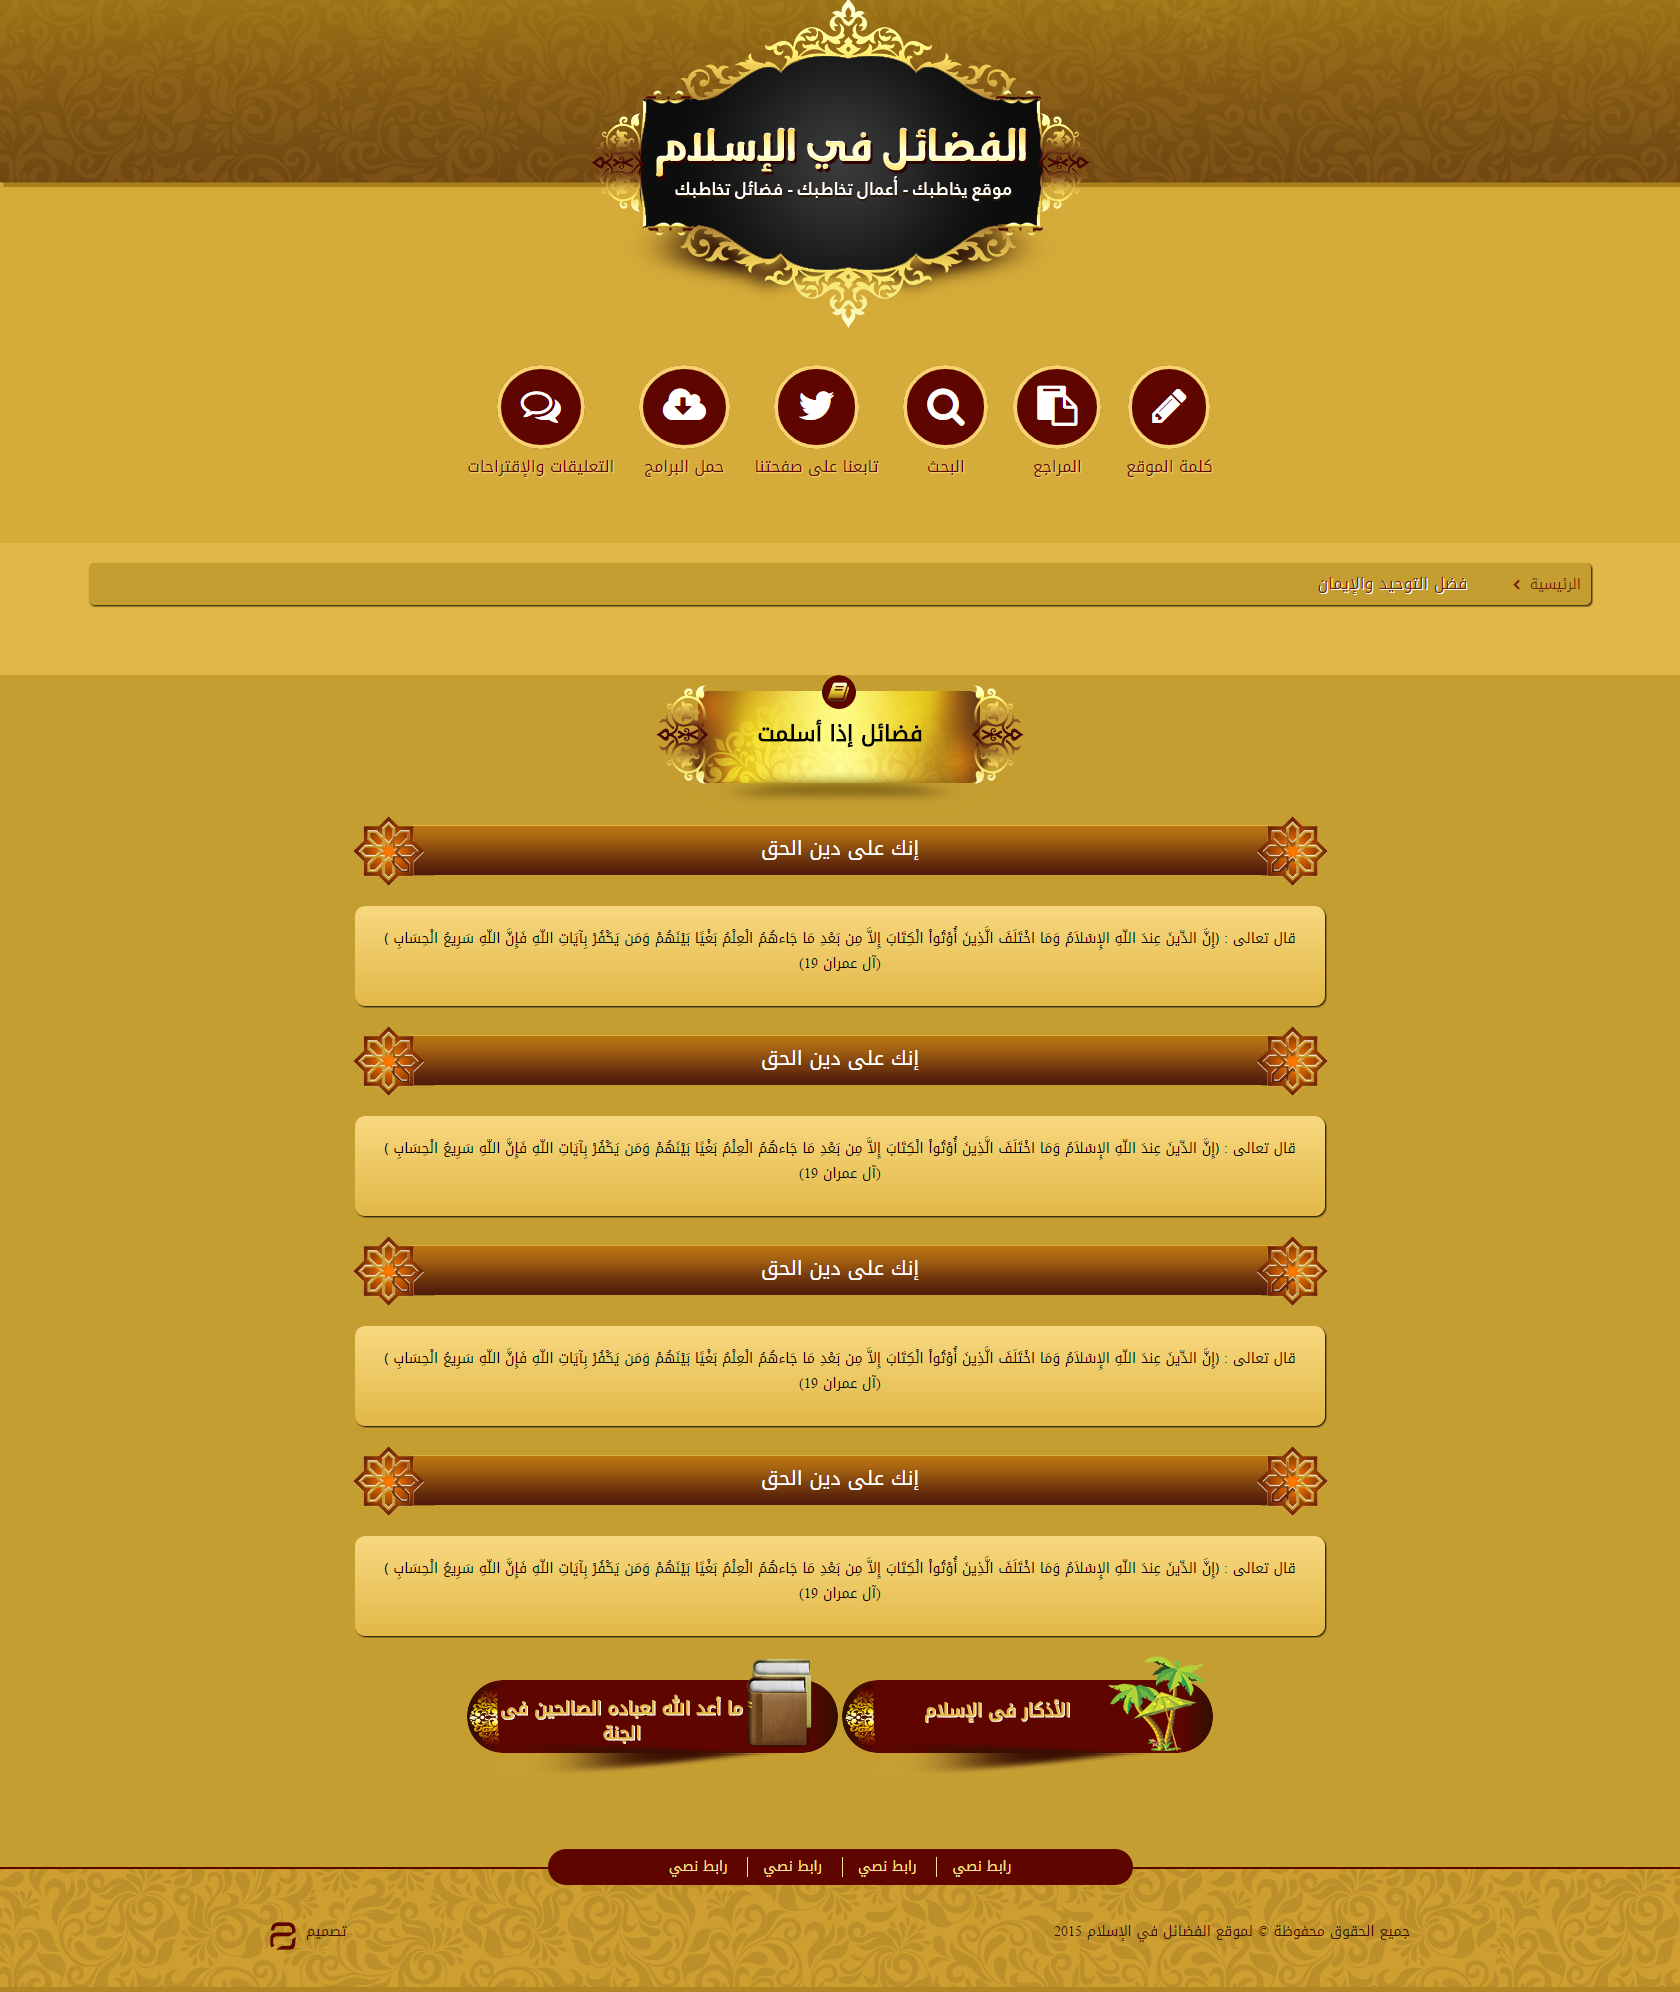 الفضائل في الإسلام
موقع يخاطبك - أعمال تخاطبك - فضائل تخاطبك
كلمة الموقع
المراجع
البحث
تابعنا على صفحتنا
حمل البرامج
التعليقات والإقتراحات
الرئيسية
فضل التوحيد والإيمان
فضائل إذا أسلمت
إنك على دين الحق
قال تعالى : (إِنَّ الدِّينَ عِندَ اللّهِ الإِسْلاَمُ وَمَا اخْتَلَفَ الَّذِينَ أُوْتُواْ الْكِتَابَ إِلاَّ مِن بَعْدِ مَا جَاءهُمُ الْعِلْمُ بَغْيًا بَيْنَهُمْ وَمَن يَكْفُرْ بِآيَاتِ اللّهِ فَإِنَّ اللّهِ سَرِيعُ الْحِسَابِ )
(آل عمران 19)
إنك على دين الحق
قال تعالى : (إِنَّ الدِّينَ عِندَ اللّهِ الإِسْلاَمُ وَمَا اخْتَلَفَ الَّذِينَ أُوْتُواْ الْكِتَابَ إِلاَّ مِن بَعْدِ مَا جَاءهُمُ الْعِلْمُ بَغْيًا بَيْنَهُمْ وَمَن يَكْفُرْ بِآيَاتِ اللّهِ فَإِنَّ اللّهِ سَرِيعُ الْحِسَابِ )
(آل عمران 19)
إنك على دين الحق
قال تعالى : (إِنَّ الدِّينَ عِندَ اللّهِ الإِسْلاَمُ وَمَا اخْتَلَفَ الَّذِينَ أُوْتُواْ الْكِتَابَ إِلاَّ مِن بَعْدِ مَا جَاءهُمُ الْعِلْمُ بَغْيًا بَيْنَهُمْ وَمَن يَكْفُرْ بِآيَاتِ اللّهِ فَإِنَّ اللّهِ سَرِيعُ الْحِسَابِ )
(آل عمران 19)
إنك على دين الحق
قال تعالى : (إِنَّ الدِّينَ عِندَ اللّهِ الإِسْلاَمُ وَمَا اخْتَلَفَ الَّذِينَ أُوْتُواْ الْكِتَابَ إِلاَّ مِن بَعْدِ مَا جَاءهُمُ الْعِلْمُ بَغْيًا بَيْنَهُمْ وَمَن يَكْفُرْ بِآيَاتِ اللّهِ فَإِنَّ اللّهِ سَرِيعُ الْحِسَابِ )
(آل عمران 19)
الأذكار فى الإسلام
ما أعد الله لعباده الصالحين فى
الجنة
رابط نصي
رابط نصي
رابط نصي
رابط نصي
جميع الحقوق محفوظة © لموقع الفضائل في الإسلام 2015
تصميم